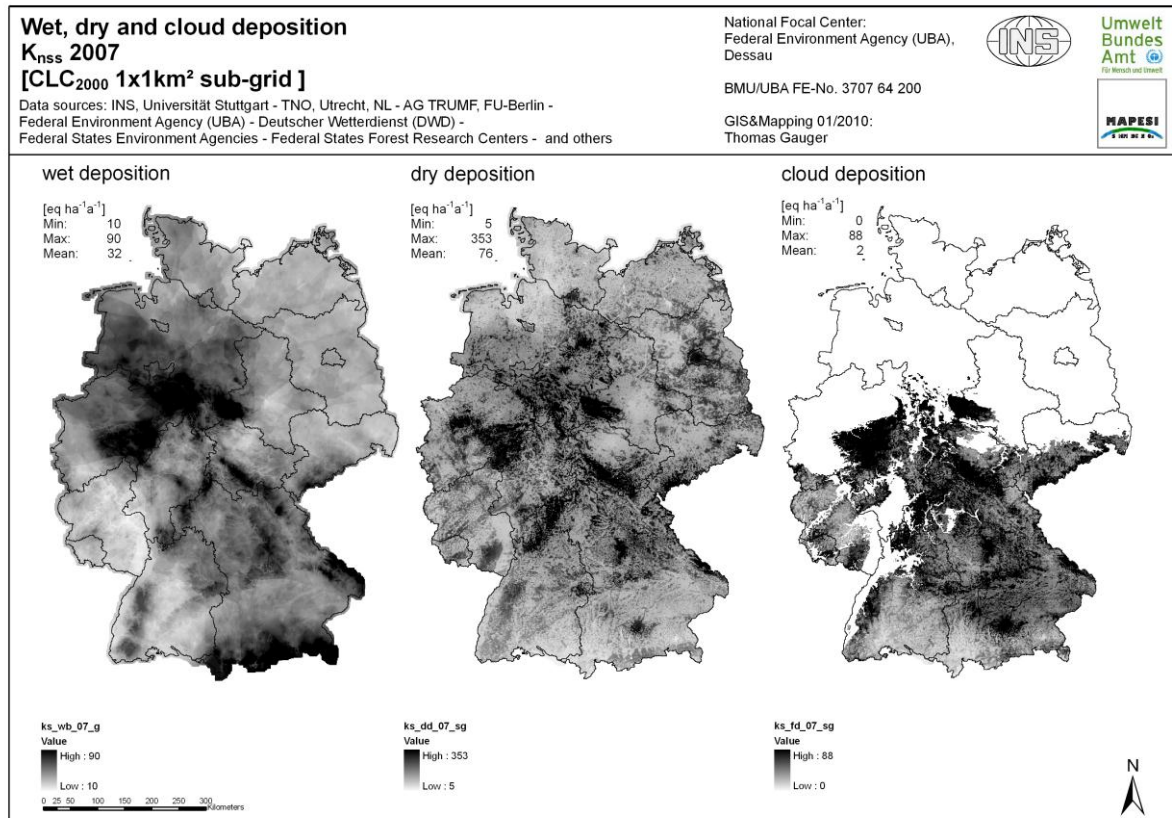 Wet, dry and cloud deposition
Knss 2007
[CLC2000 1x1km² sub-grid ]
Data sources: INS, Universität Stuttgart - TNO, Utrecht, NL - AG TRUMF, FU-Berlin -
Federal Environment Agency (UBA) - Deutscher Wetterdienst (DWD) -
Federal States Environment Agencies - Federal States Forest Research Centers - and others
National Focal Center:
Federal Environment Agency (UBA),
Dessau
BMU/UBA FE-No. 3707 64 200
GIS&Mapping 01/2010:
Thomas Gauger
INS
Umwelt
Bundes
Amt
Für Mensch und Umwelt
MAPESI
wet deposition
[eq ha-1a-1]
Min: 10
Max: 90
Mean: 32
dry deposition
[eq ha-1a-1]
Min: 5
Max: 353
Mean: 76
cloud deposition
[eq ha-1a-1]
Min: 0
Max: 88
Mean: 2
ks_wb_07_g
Value
High : 90
Low : 10
0 25 50 100 150 200 250 300
Kilometers
ks_dd_07_sg
Value
High : 353
Low : 5
ks_fd_07_sg
Value
High : 88
Low : 0
N